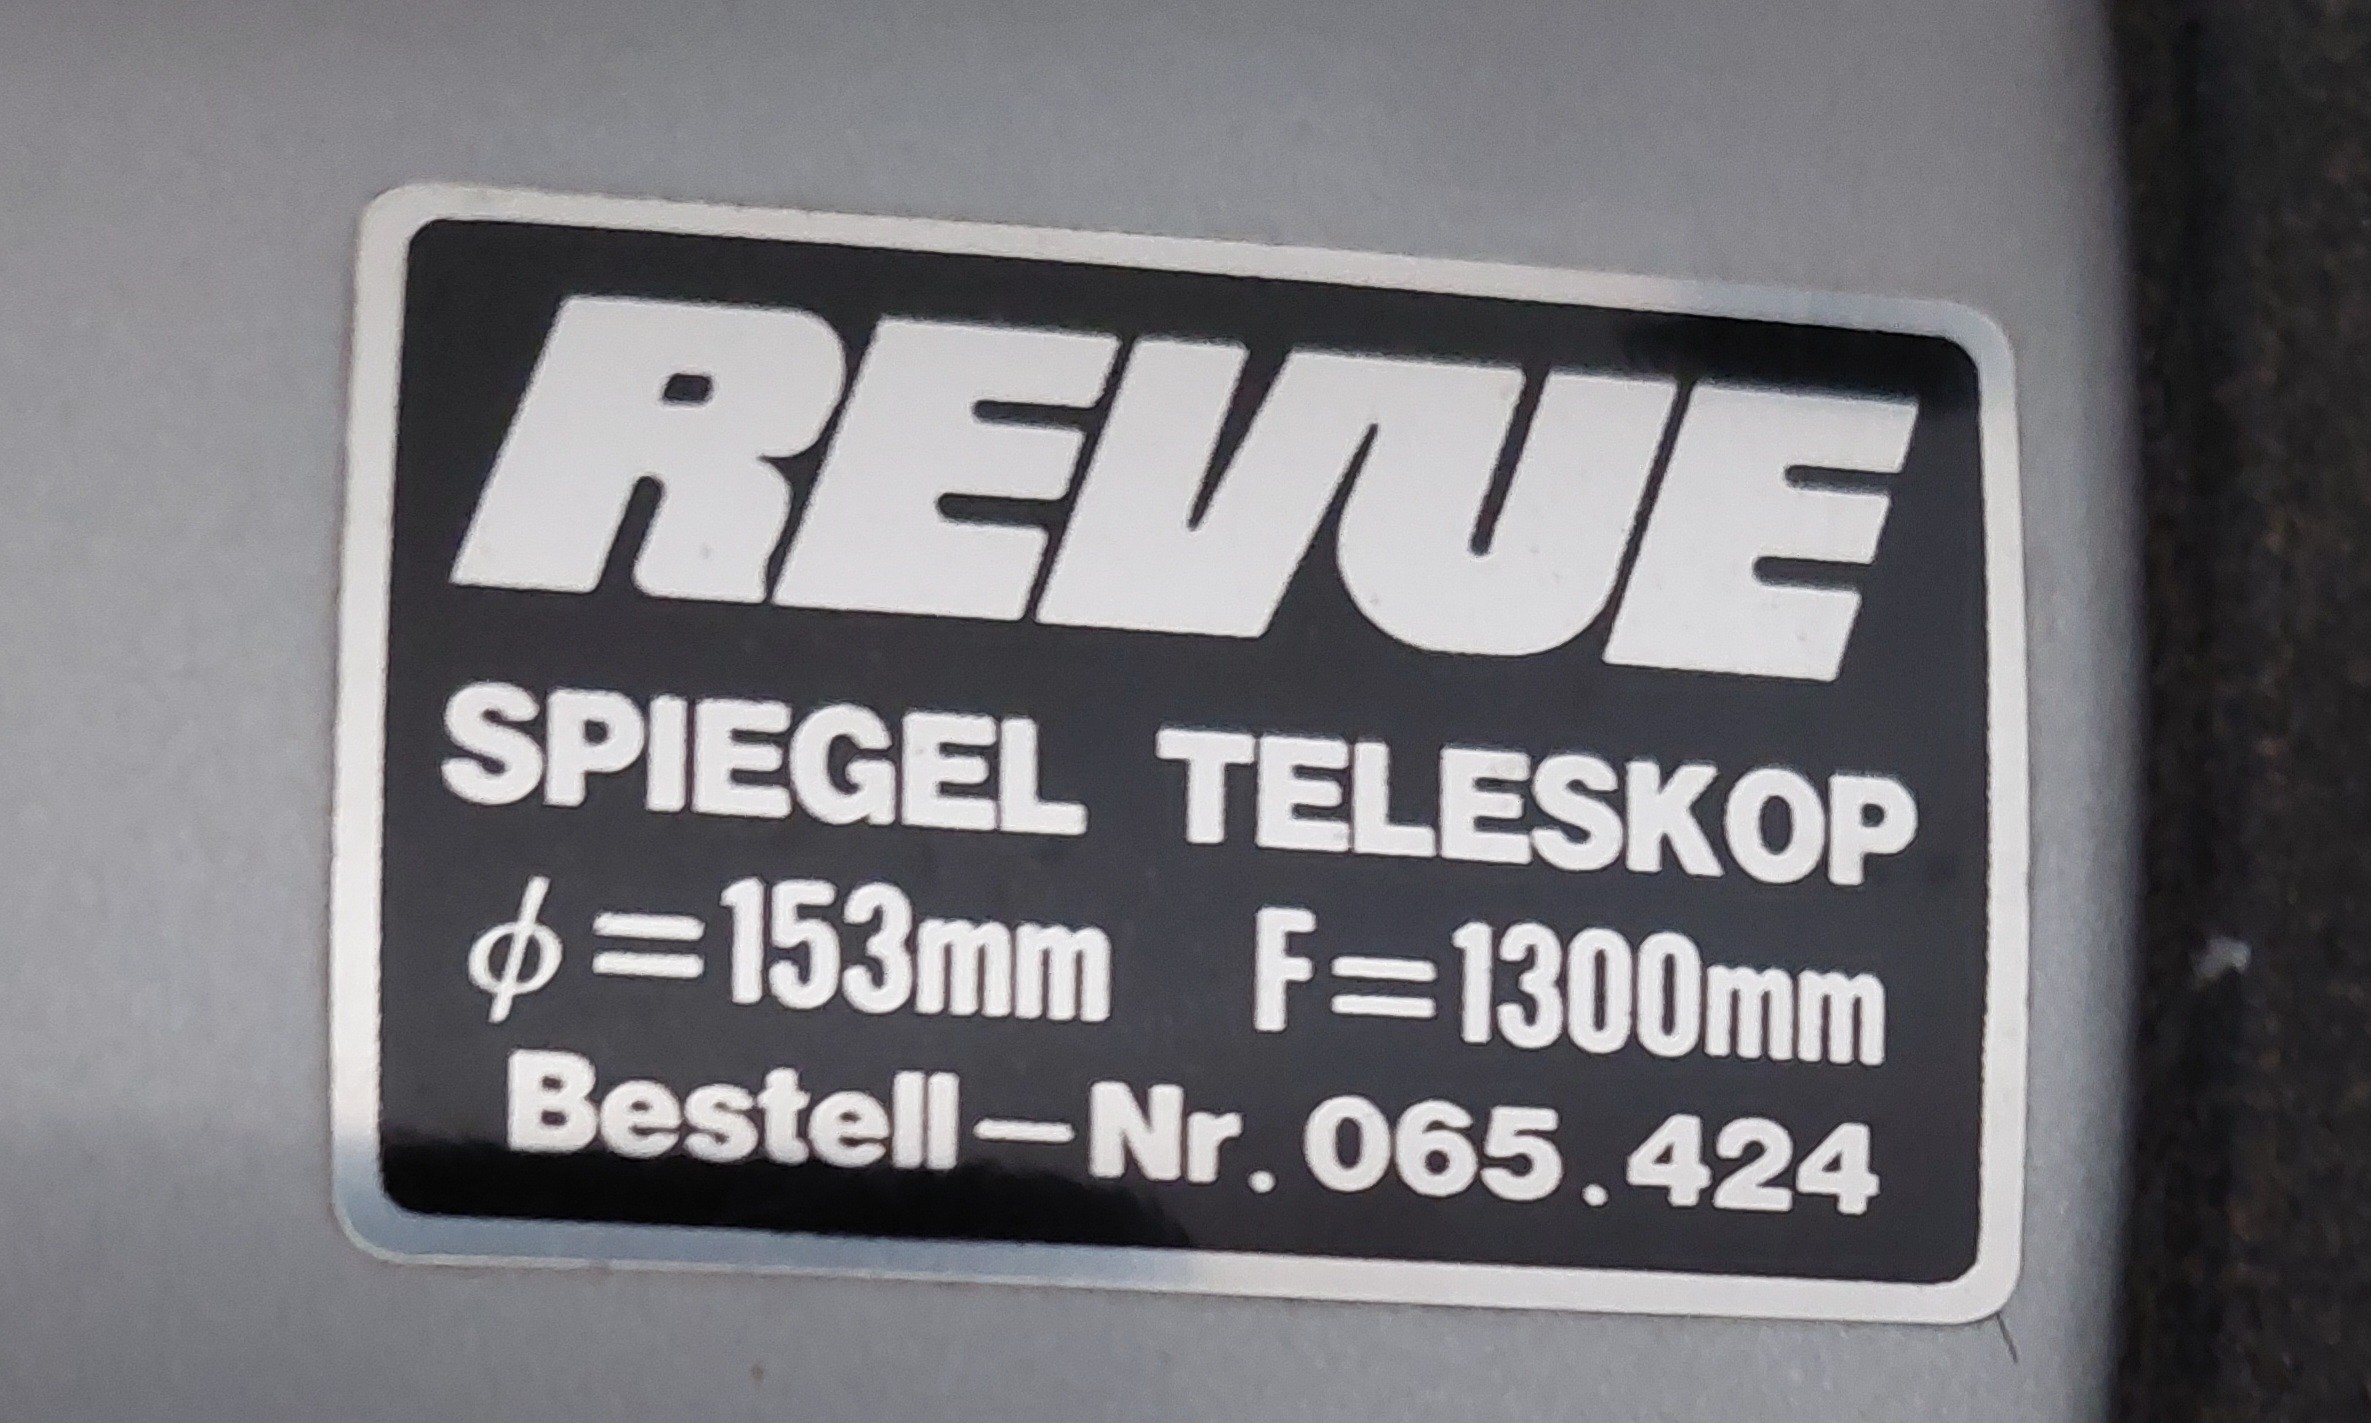 REVUE
SPIEGEL TELESKOP
ϕ=153mm F=1300mm
Bestell–Nr. 065.424